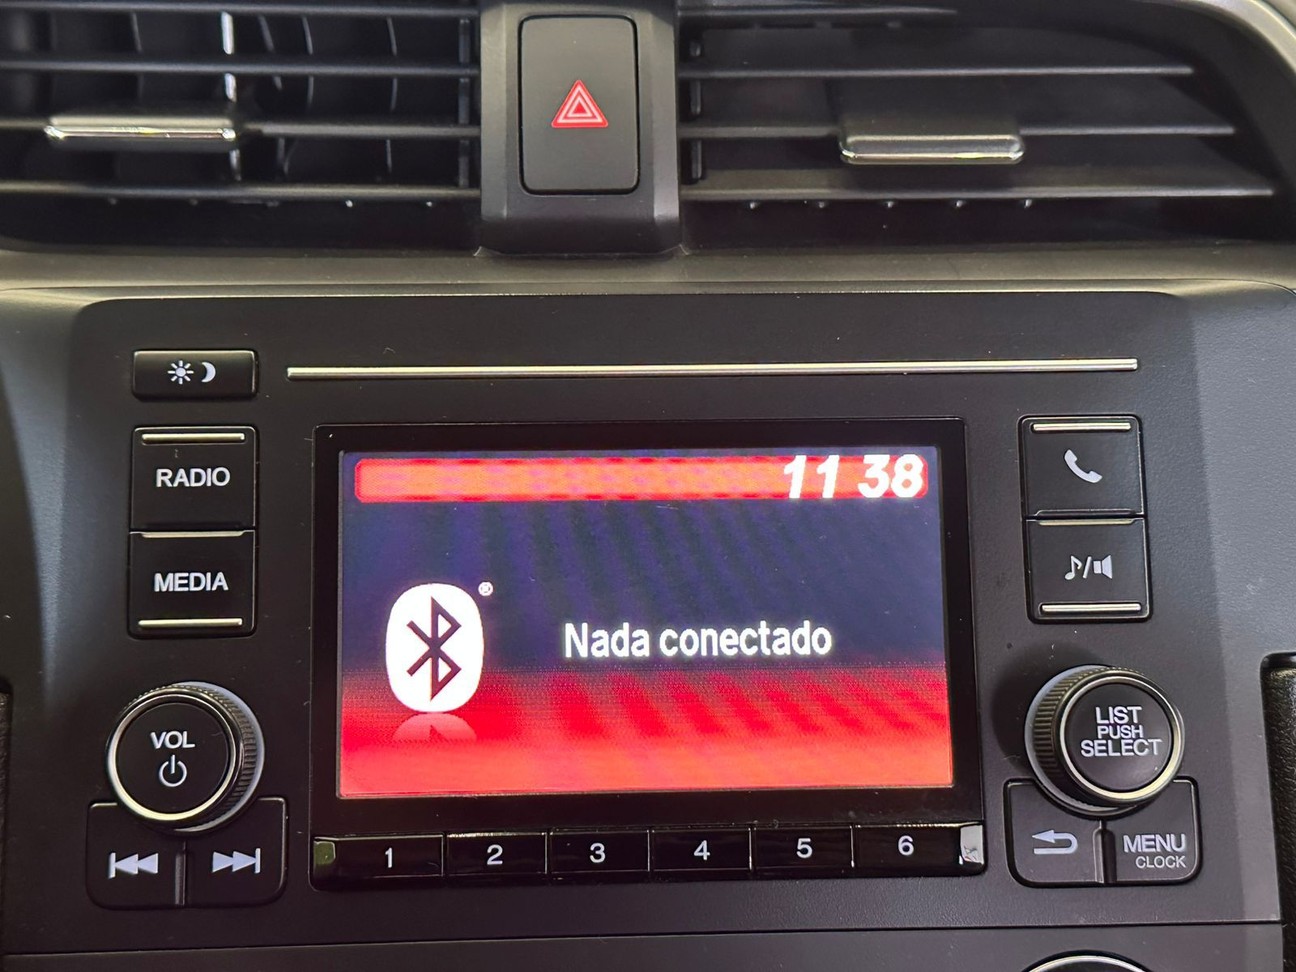 RADIO
MEDIA
VOL
11 38
Nada conectado
LIST
PUSH
SELECT
MENU
CLOCK
1 2 3 4 5 6